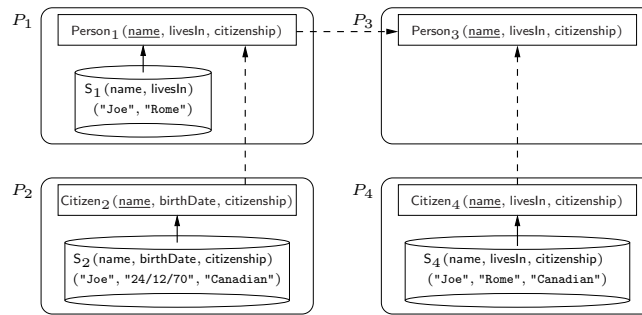 P1
Person1(name, livesIn, citizenship)
S1(name, livesIn)
("Joe", "Rome")
P3
Person3(name, livesIn, citizenship)
P2
Citizen2(name, birthDate, citizenship)
S2(name, birthDate, citizenship)
("Joe", "24/12/70", "Canadian")
P4
Citizen4(name, livesIn, citizenship)
S4(name, livesIn, citizenship)
("Joe", "Rome", "Canadian")